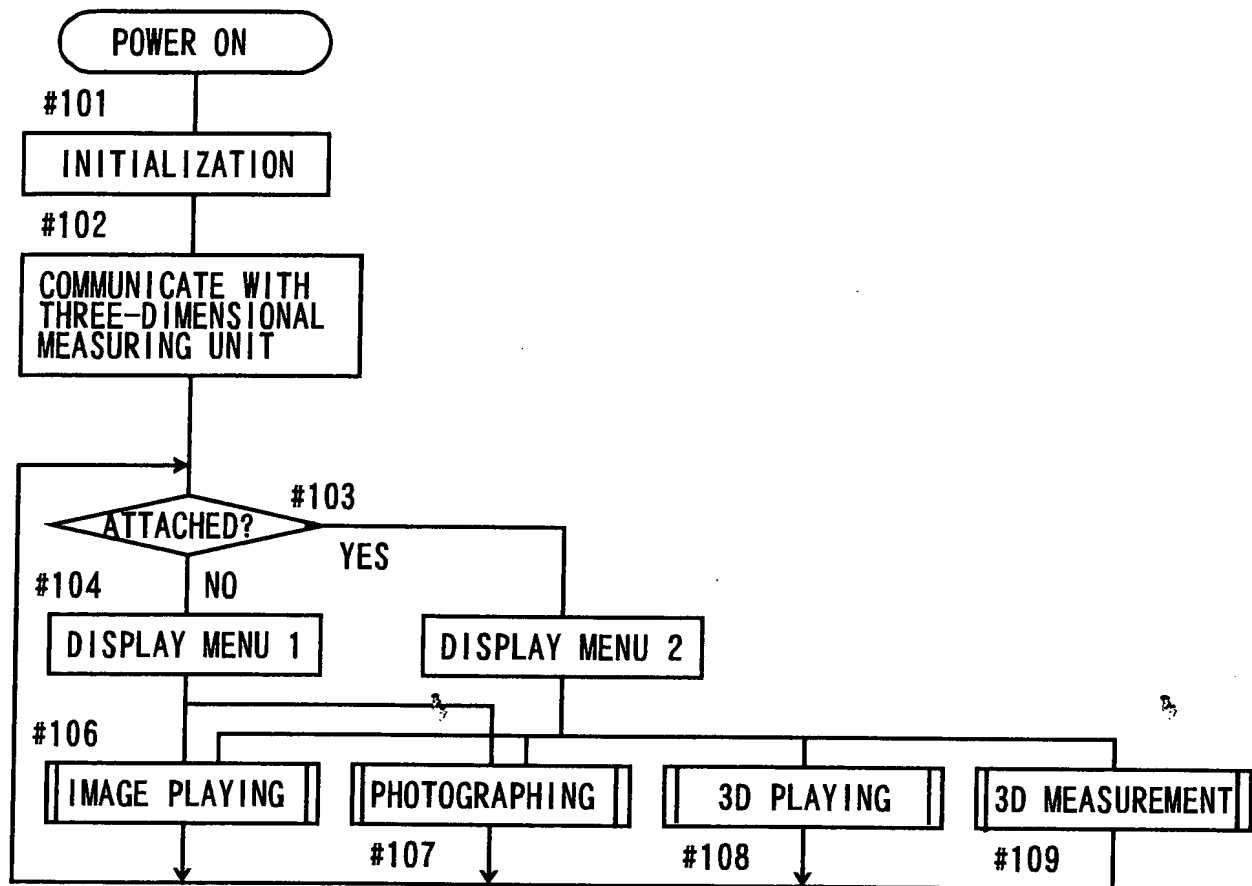 POWER ON
#101
INITIALIZATION
#102
COMMUNICATE WITH
THREE-DIMENSIONAL
MEASURING UNIT
#103
ATTACHED?
YES
#104
NO
DISPLAY MENU 1
DISPLAY MENU 2
#106
IMAGE PLAYING
PHOTOGRAPHING
3D PLAYING
3D MEASUREMENT
#107
#108
#109